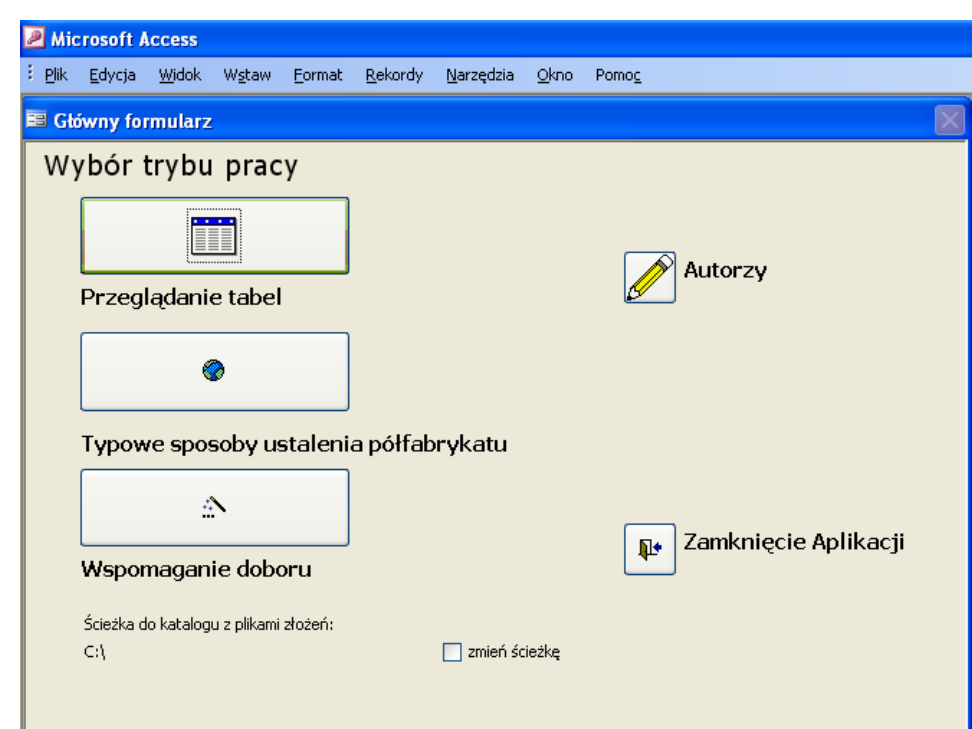 Microsoft Access
Plik Edycja Widok Wstaw Format Rekordy Narzędzia Okno Pomoc
Główny formularz
Wybór trybu pracy
Przeglądanie tabel
Autorzy
Typowe sposoby ustalenia półfabrykatu
Wspomaganie doboru
Zamknięcie Aplikacji
Ścieżka do katalogu z plikami złożeń:
C:\
zmień ścieżkę